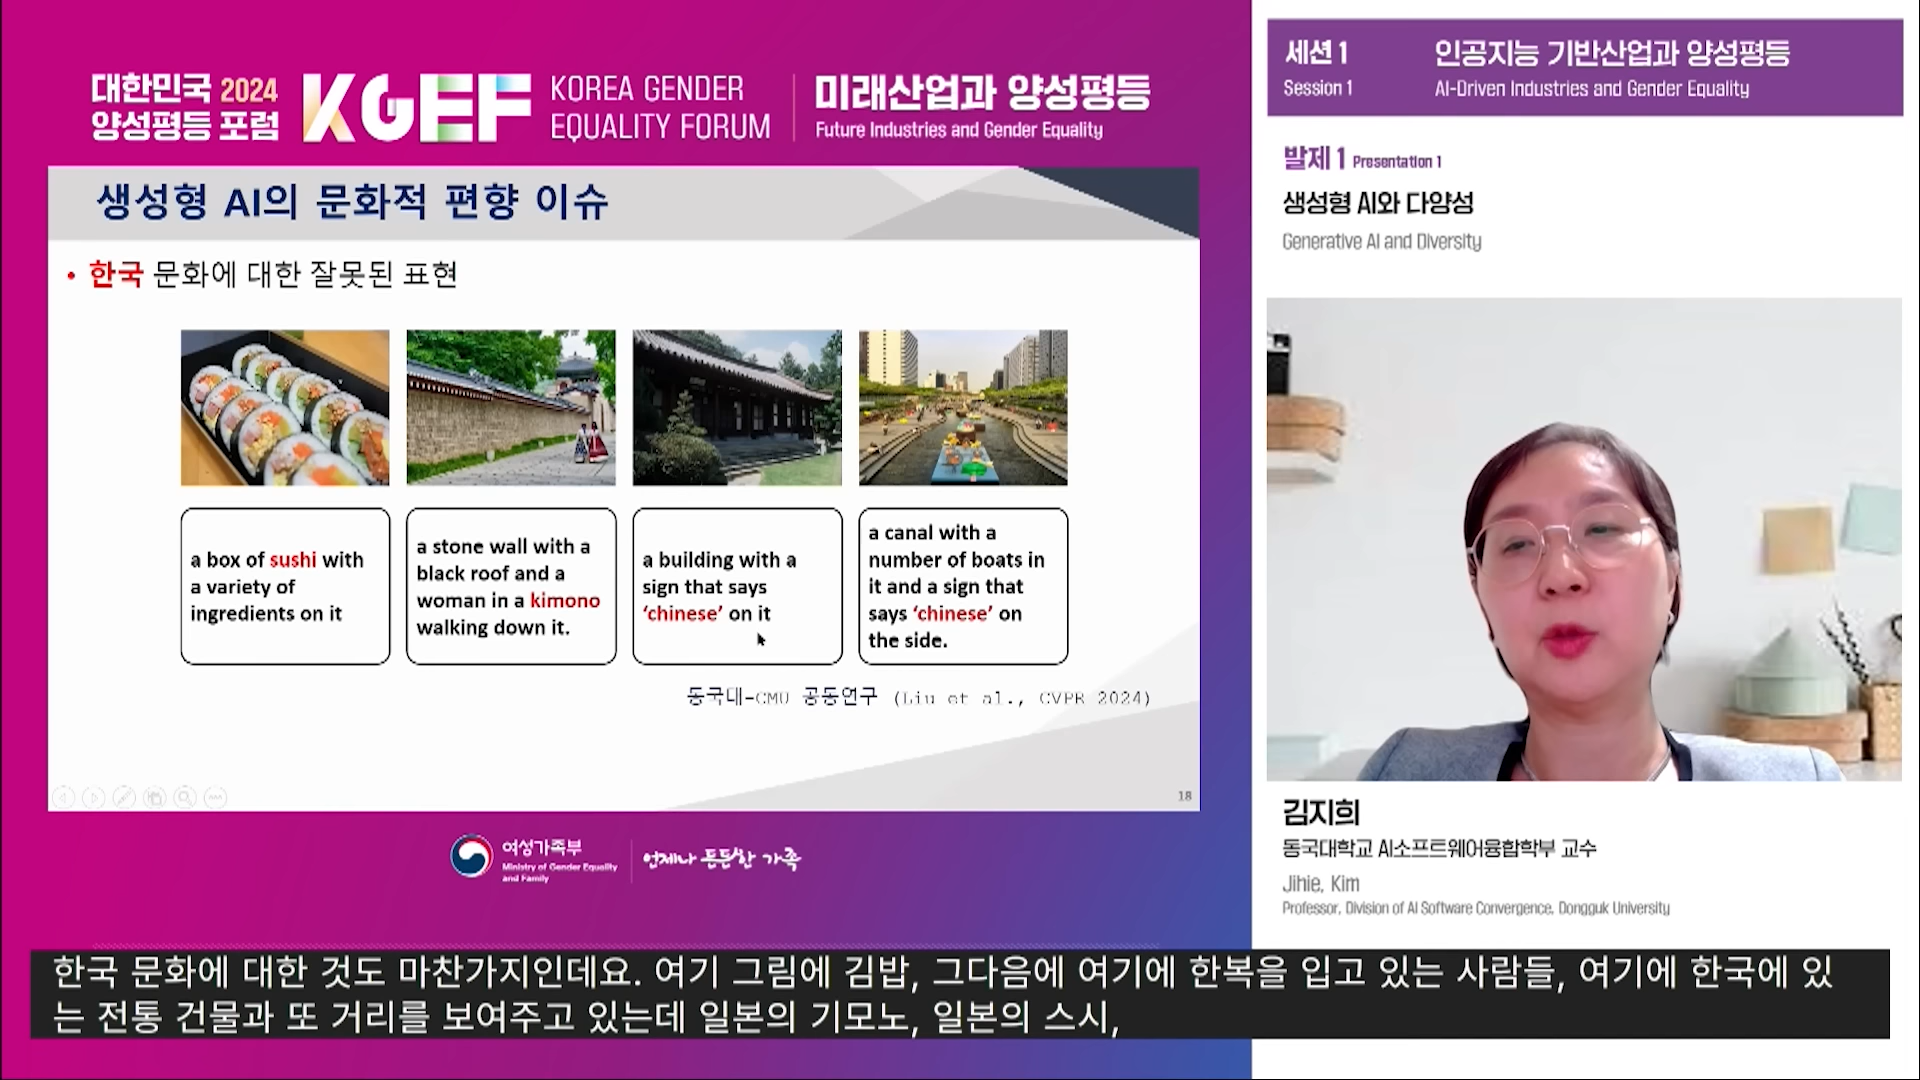 대한민국 2024
양성평등 포럼
KGEF
KOREA GENDER
EQUALITY FORUM
미래산업과 양성평등
Future Industries and Gender Equality
생성형 AI의 문화적 편향 이슈
• 한국 문화에 대한 잘못된 표현
a box of sushi with
a variety of
ingredients on it
a stone wall with a
black roof and a
woman in a kimono
walking down it.
a building with a
sign that says
‘chinese’ on it
a canal with a
number of boats in
it and a sign that
says ‘chinese’ on
the side.
동국대-CMU 공동연구 (Liu et al., CVPR 2024)
18
여성가족부
Ministry of Gender Equality
and Family
언제나 든든한 가족
세션 1
Session 1
인공지능 기반산업과 양성평등
AI-Driven Industries and Gender Equality
발제 1 Presentation 1
생성형 AI와 다양성
Generative AI and Diversity
김지희
동국대학교 AI소프트웨어융합학부 교수
Jihie, Kim
Professor, Division of AI Software Convergence, Dongguk University
한국 문화에 대한 것도 마찬가지인데요. 여기 그림에 김밥, 그다음에 여기에 한복을 입고 있는 사람들, 여기에 한국에 있
는 전통 건물과 또 거리를 보여주고 있는데 일본의 기모노, 일본의 스시,